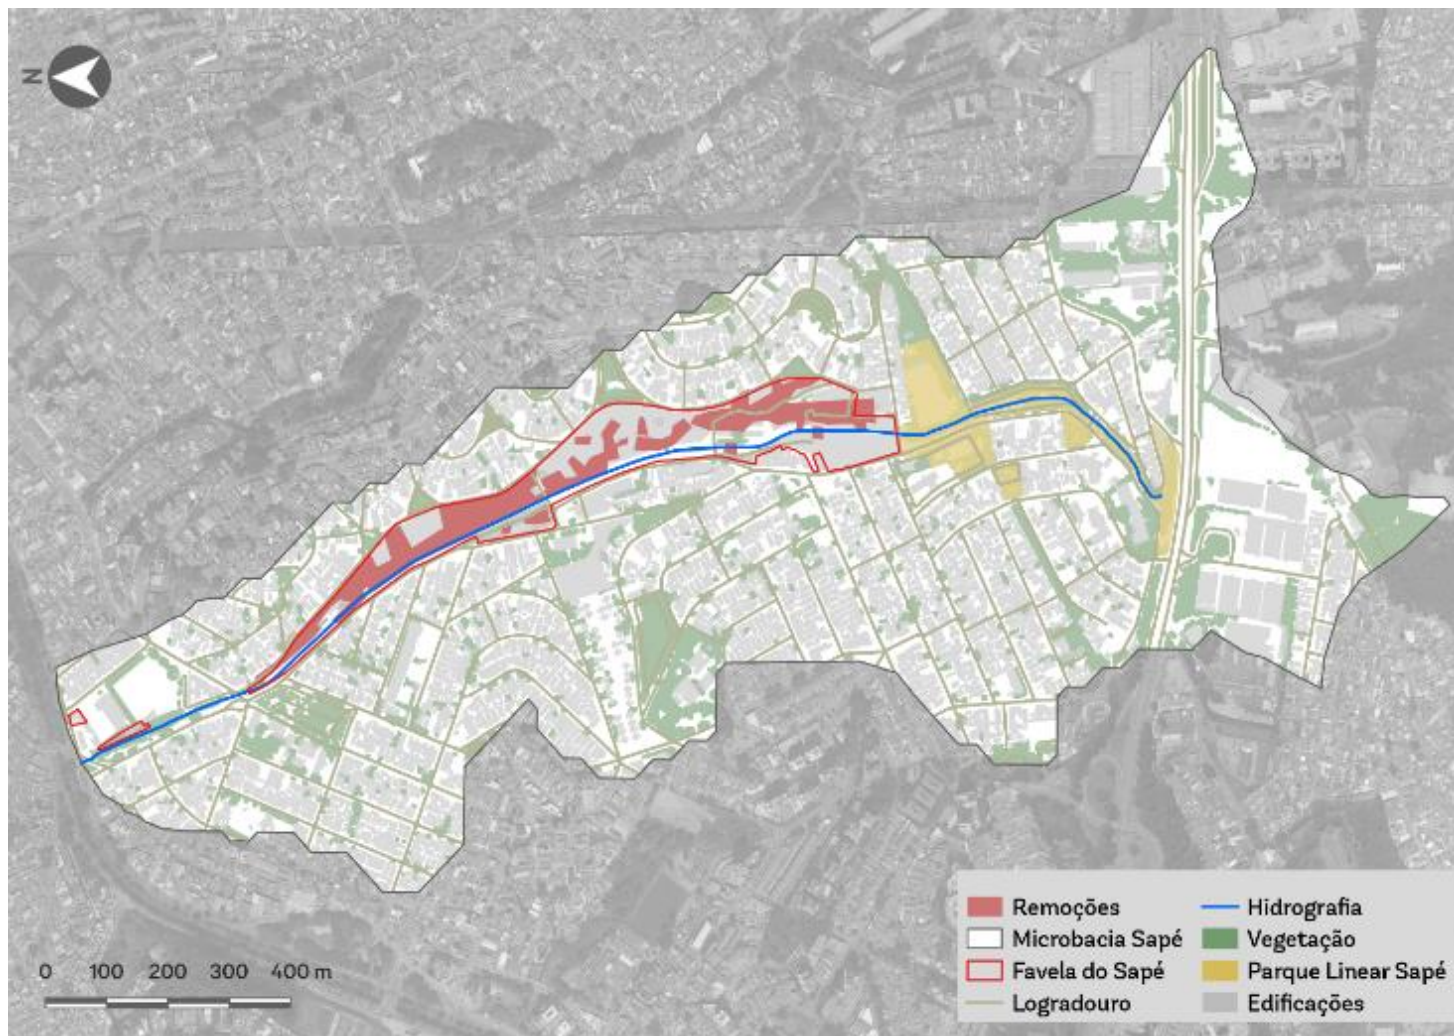 N
Remoções
Microbacia Sapé
Favela do Sapé
Logradouro
Hidrografia
Vegetação
Parque Linear Sapé
Edificações
0 100 200 300 400 m